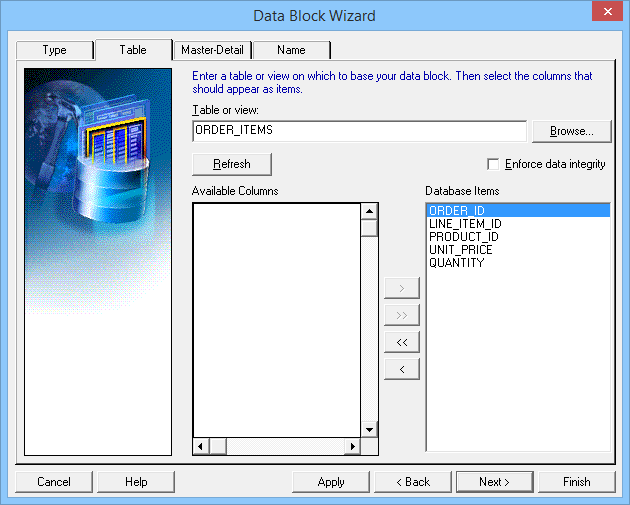 Data Block Wizard
Type Table Master-Detail Name
Enter a table or view on which to base your data block. Then select the columns that
should appear as items.
Table or view:
ORDER_ITEMS Browse...
Refresh Enforce data integrity
Available Columns Database Items
ORDER_ID
LINE_ITEM_ID
PRODUCT_ID
UNIT_PRICE
QUANTITY
>
>>
<<
<
Cancel Help Apply < Back Next > Finish